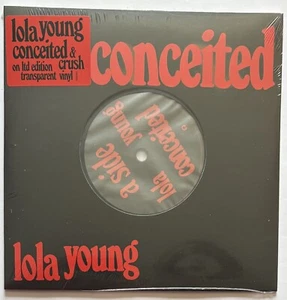 lola young
conceited &
on ltd edition crush
transparent vinyl
conceited
a side
lola young
conceited
lola young